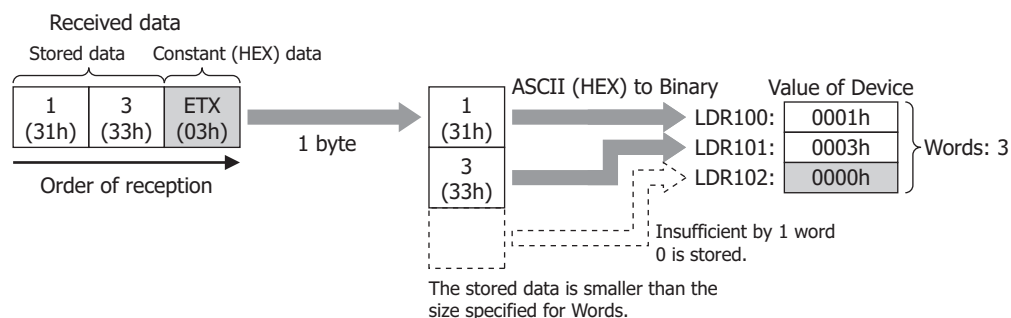 Received data
Stored data Constant (HEX) data
1 3 ETX
(31h) (33h) (03h)
Order of reception
1 byte
1
(31h)
3
(33h)
ASCII (HEX) to Binary
Value of Device
LDR100: 0001h
LDR101: 0003h
LDR102: 0000h
Words: 3
Insufficient by 1 word
0 is stored.
The stored data is smaller than the
size specified for Words.